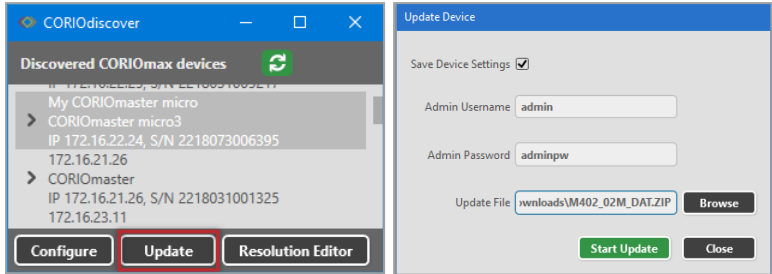 CORIOdiscover
Discovered CORIOmax devices
My CORIOmaster micro
CORIOmaster micro3
IP 172.16.22.24, S/N 2218073006395
172.16.21.26
CORIOmaster
IP 172.16.21.26, S/N 2218031001325
172.16.23.11
Configure Update Resolution Editor
Update Device
Save Device Settings
Admin Username admin
Admin Password adminpw
Update File wnloads\M402_02M_DAT.ZIP Browse
Start Update Close